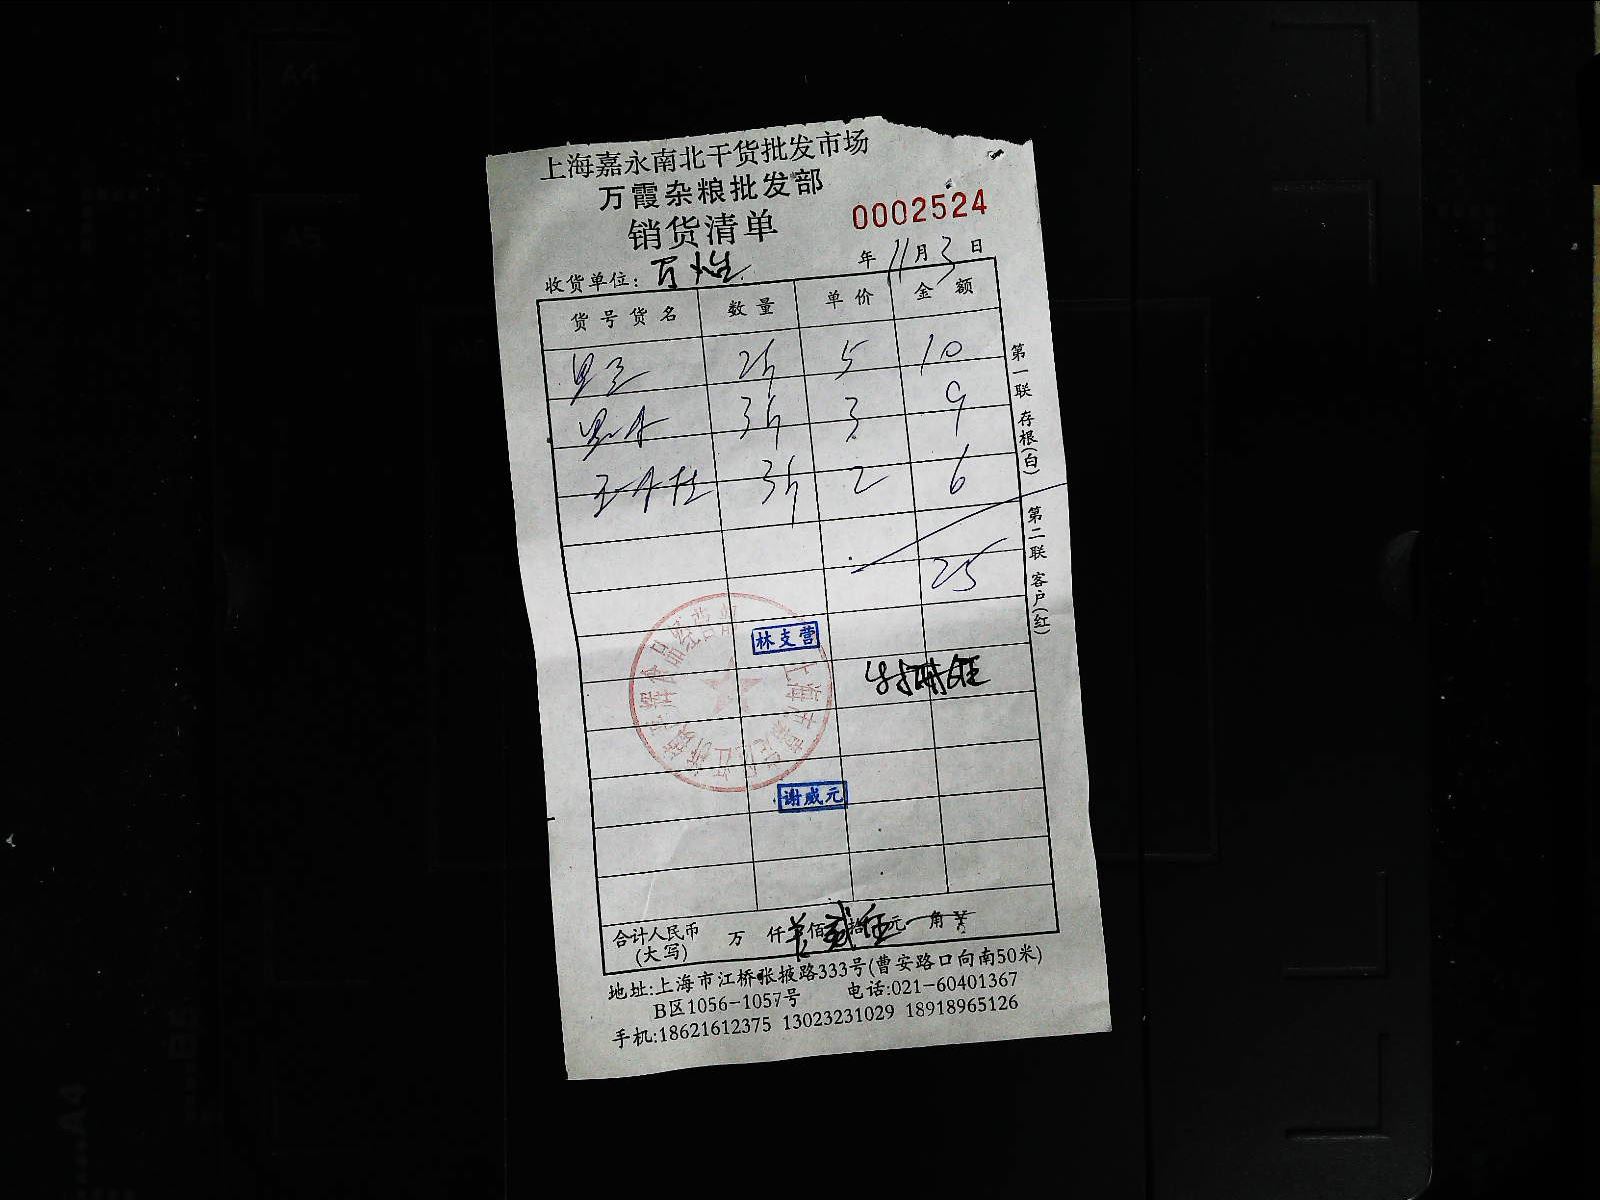 上海嘉永南北干货批发市场
万霞杂粮批发部
销货清单
0002524
年 11月 3日
收货单位:
货号货名 数量 单价 金额
2斤 5 10
3斤 3 9
3斤 2 6
25
林支营
谢威元
合计人民币 万 仟 佰贰拾伍元 角
(大写)
地址:上海市江桥张掖路333号(曹安路口向南50米)
B区1056-1057号 电话:021-60401367
手机:18621612375 13023231029 18918965126
第一联 存根(白)
第二联 客户(红)